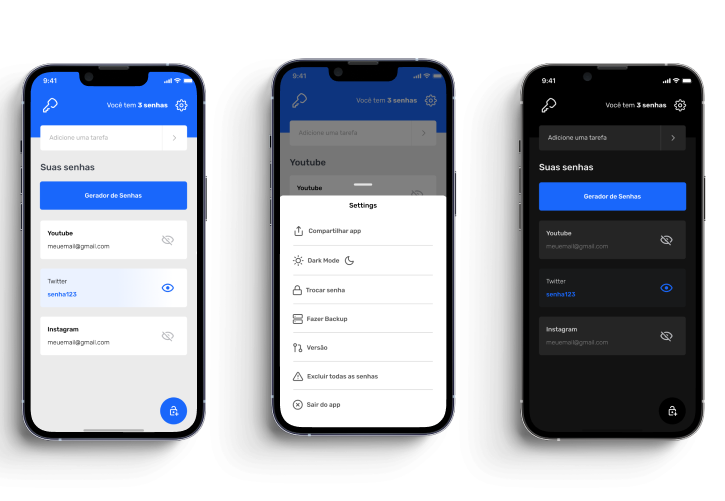 9:41
Você tem 3 senhas
Adicione uma tarefa
Suas senhas
Gerador de Senhas
Youtube
meuemail@gmail.com
Twitter
senha123
Instagram
meuemail@gmail.com
9:41
Você tem 3 senhas
Adicione uma tarefa
Youtube
Youtube
Settings
Compartilhar app
Dark Mode
Trocar senha
Fazer Backup
Versão
Excluir todas as senhas
Sair do app
9:41
Você tem 3 senhas
Adicione uma tarefa
Suas senhas
Gerador de Senhas
Youtube
meuemail@gmail.com
Twitter
senha123
Instagram
meuemail@gmail.com